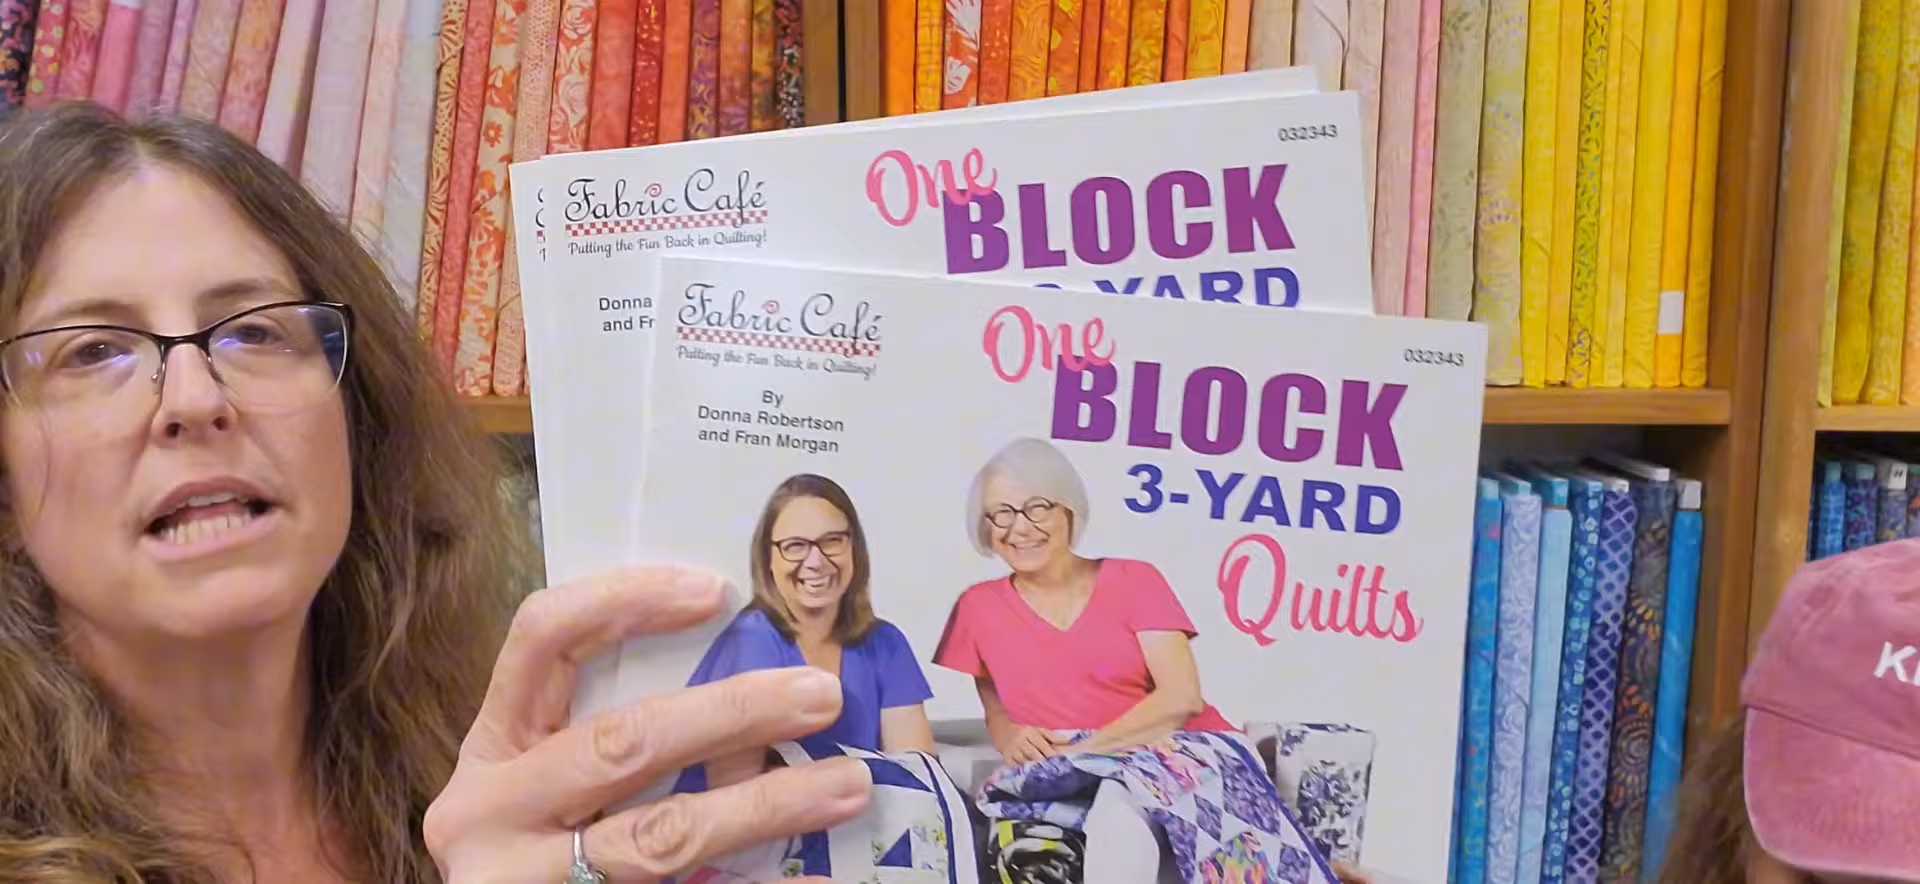 032343
Fabric Café
Putting the Fun Back in Quilting!
One
BLOCK
YARD
Donna
and Fr
Fabric Café
Putting the Fun Back in Quilting!
By
Donna Robertson
and Fran Morgan
032343
One
BLOCK
3-YARD
Quilts
K